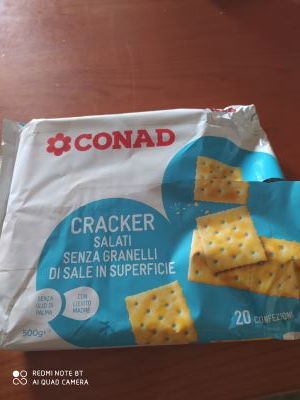 CONAD
CRACKER
SALATI
SENZA GRANELLI
DI SALE IN SUPERFICIE
SENZA
OLIO DI
PALMA
CON
LIEVITO
MADRE
500g
20 CONFEZIONI
REDMI NOTE 8T
AI QUAD CAMERA